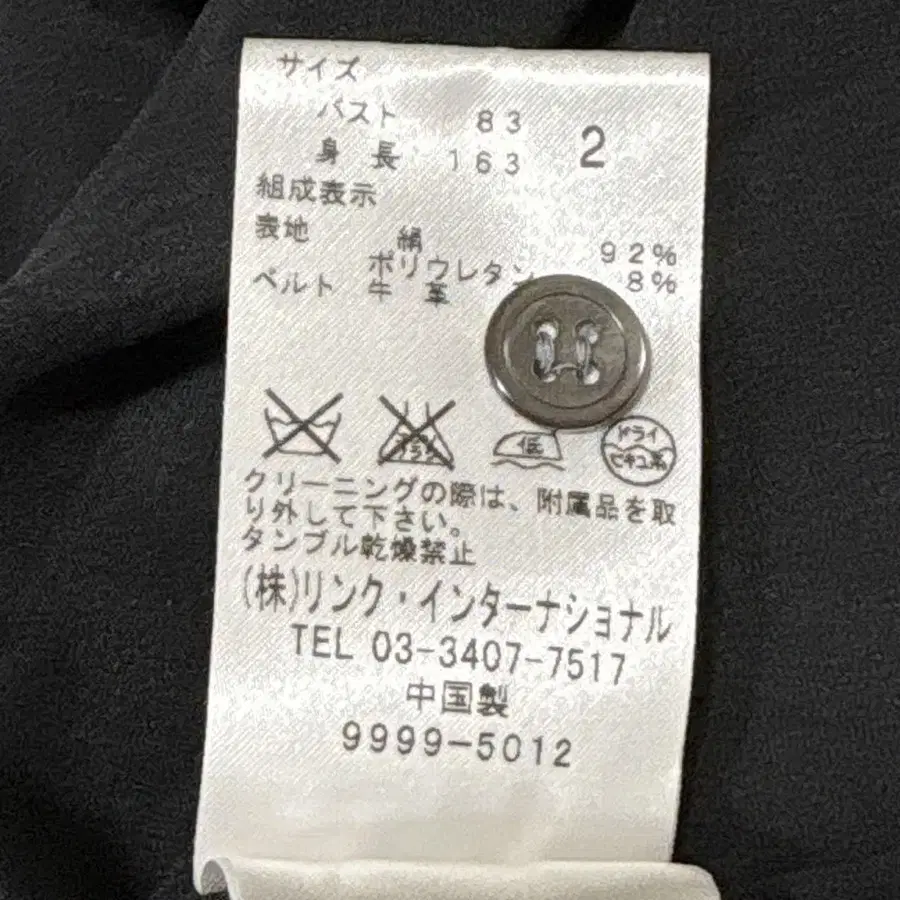 サイズ
バスト 83
身長 163 2
組成表示
表地 絹 92%
ポリウレタン 8%
ベルト 牛革
低
ドライ
セキユ系
クリーニングの際は、附属品を取
り外して下さい。
タンブル乾燥禁止
(株)リンク・インターナショナル
TEL 03-3407-7517
中国製
9999-5012